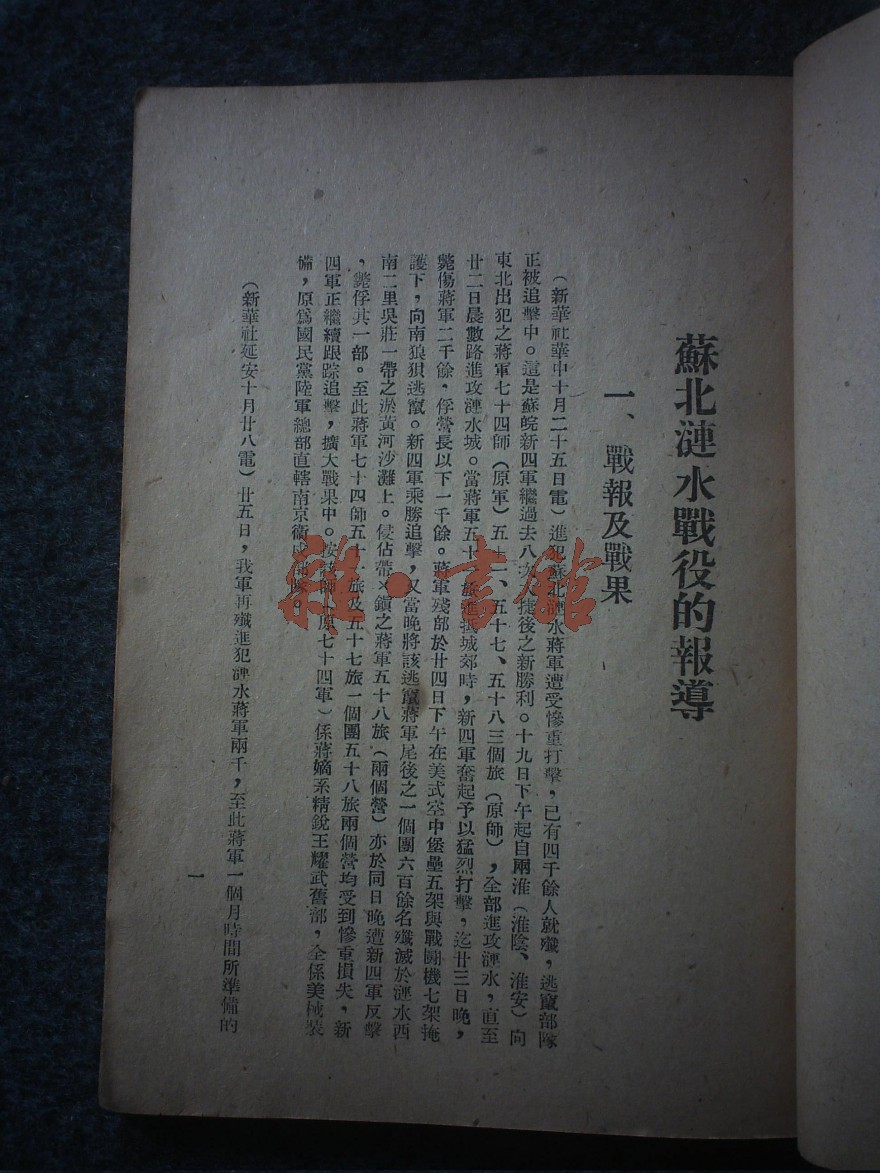 蘇北漣水戰役的報導
一、戰報及戰果
（新華社華中十月二十五日電）進犯蘇北漣水蔣軍遭受慘重打擊，已有四千餘人就殲，逃竄部隊
正被追擊中。這是蘇皖新四軍繼過去八次大捷後之新勝利。十九日下午起自兩淮（淮陰、淮安）向
東北出犯之蔣軍七十四師（原軍）五十一、五十七、五十八三個旅（原師），全部進攻漣水，直至
廿二日晨數路進攻漣水城。當蔣軍五十一旅進抵城郊時，新四軍奮起予以猛烈打擊，迄廿三日晚，
斃傷蔣軍二千餘，俘營長以下一千餘。蔣軍殘部於廿四日下午在美式空中堡壘五架與戰鬪機七架掩
護下，向南狼狽逃竄。新四軍乘勝追擊，又當晚將該逃竄蔣軍尾後之一個團六百餘名殲滅於漣水西
南二里吳莊一帶之淤黃河沙灘上。侵佔帶×鎮之蔣軍五十八旅（兩個營）亦於同日晚遭新四軍反擊
，斃俘其一部。至此蔣軍七十四師五十一旅及五十七旅一個團五十八旅兩個營均受到慘重損失，新
四軍正繼續跟踪追擊，擴大戰果中。按該師（原七十四軍）係蔣嫡系精銳王耀武舊部，全係美械裝
備，原爲國民黨陸軍總部直轄南京衛戍部隊。
（新華社延安十月廿八電）廿五日，我軍再殲進犯漣水蔣軍兩千，至此蔣軍一個月時間所準備的
一
雜·書館